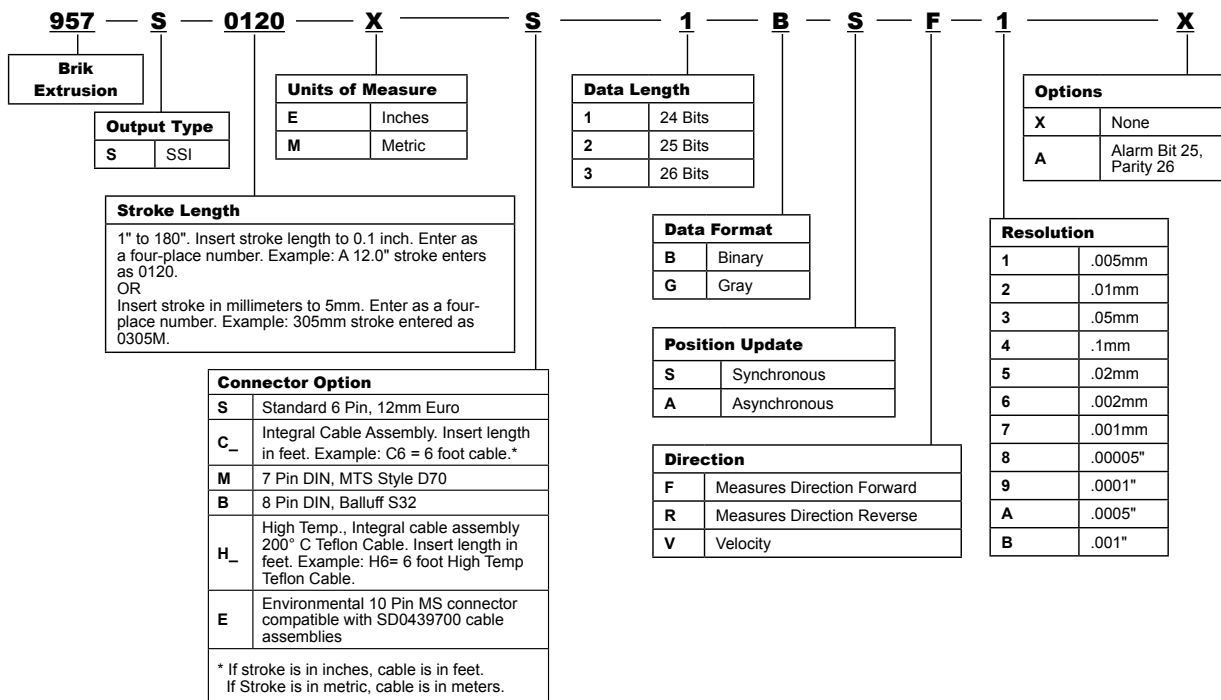 957 S 0120 X S 1 B S F 1 X
Brik
Extrusion
Output Type
S SSI
Stroke Length
1" to 180". Insert stroke length to 0.1 inch. Enter as
a four-place number. Example: A 12.0" stroke enters
as 0120.
OR
Insert stroke in millimeters to 5mm. Enter as a four-
place number. Example: 305mm stroke entered as
0305M.
Units of Measure
E Inches
M Metric
Connector Option
S Standard 6 Pin, 12mm Euro
C_ Integral Cable Assembly. Insert length
in feet. Example: C6 = 6 foot cable.*
M 7 Pin DIN, MTS Style D70
B 8 Pin DIN, Balluff S32
H_ High Temp., Integral cable assembly
200° C Teflon Cable. Insert length in
feet. Example: H6= 6 foot High Temp
Teflon Cable.
E Environmental 10 Pin MS connector
compatible with SD0439700 cable
assemblies
* If stroke is in inches, cable is in feet.
If Stroke is in metric, cable is in meters.
Data Length
1 24 Bits
2 25 Bits
3 26 Bits
Data Format
B Binary
G Gray
Position Update
S Synchronous
A Asynchronous
Direction
F Measures Direction Forward
R Measures Direction Reverse
V Velocity
Resolution
1 .005mm
2 .01mm
3 .05mm
4 .1mm
5 .02mm
6 .002mm
7 .001mm
8 .00005"
9 .0001"
A .0005"
B .001"
Options
X None
A Alarm Bit 25,
Parity 26